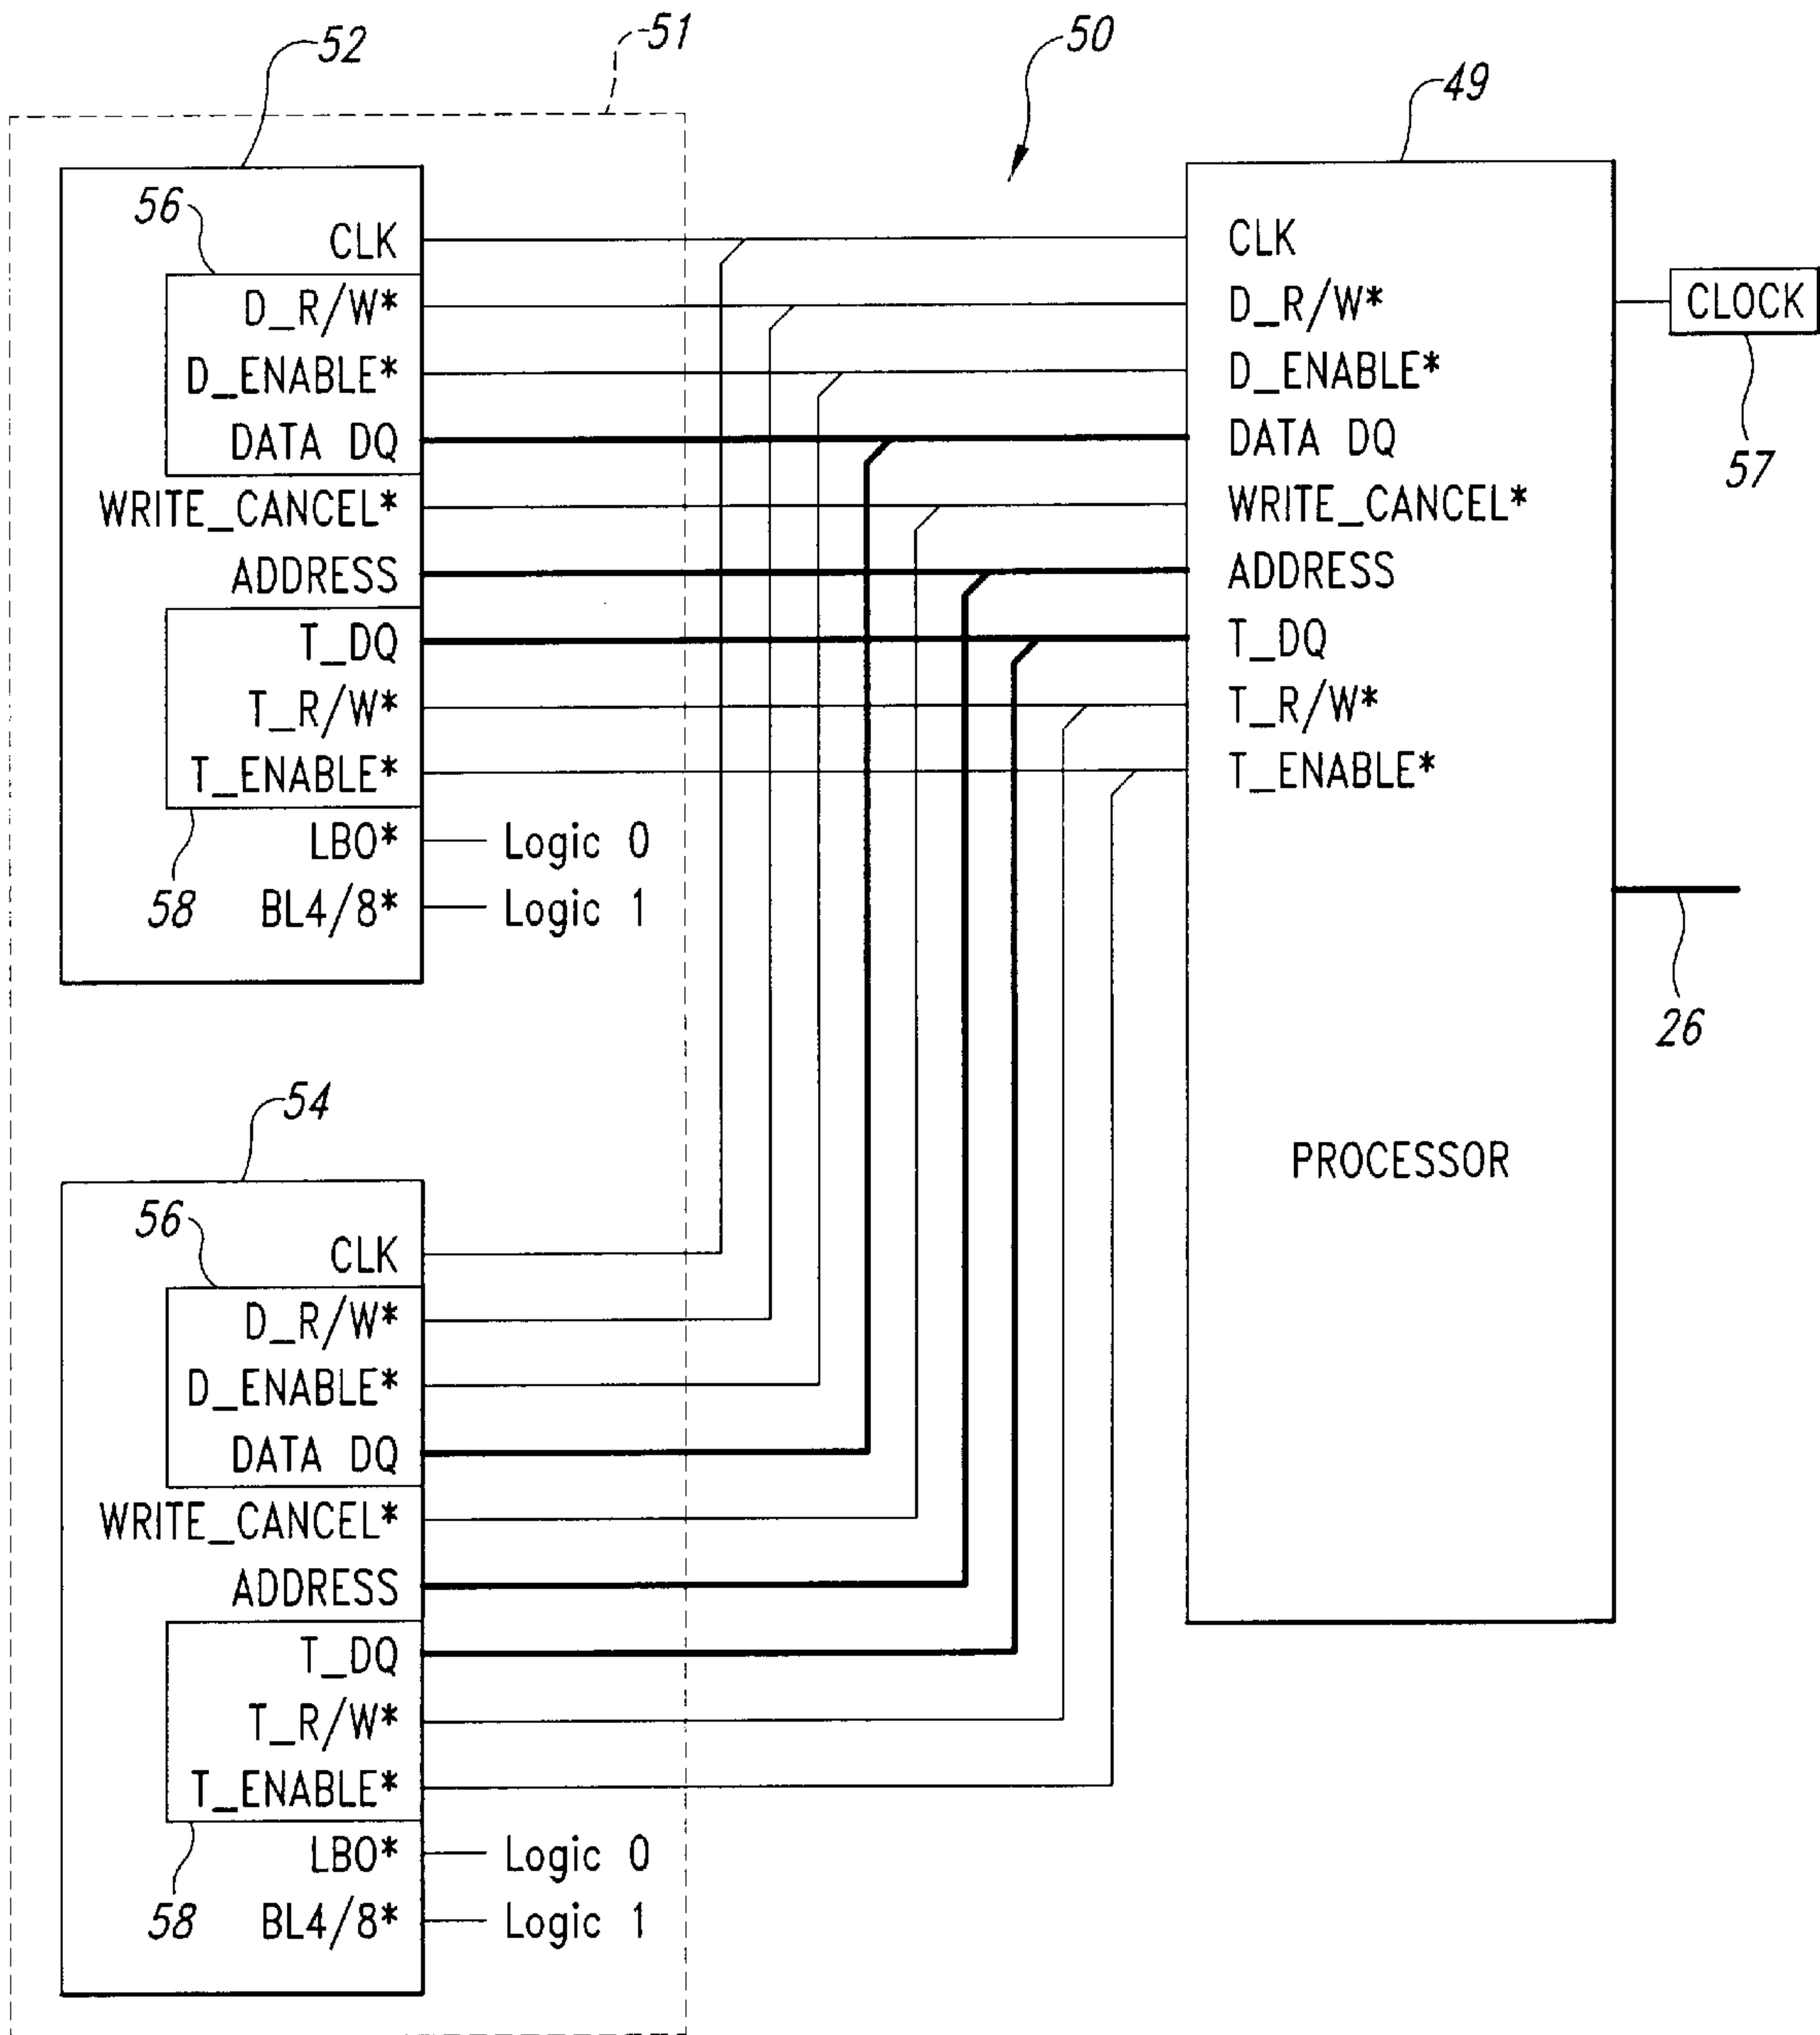 52
51
50
49
56
CLK
D_R/W*
D_ENABLE*
DATA DQ
WRITE_CANCEL*
ADDRESS
T_DQ
T_R/W*
T_ENABLE*
LBO*
Logic 0
58
BL4/8*
Logic 1
CLK
D_R/W*
D_ENABLE*
DATA DQ
WRITE_CANCEL*
ADDRESS
T_DQ
T_R/W*
T_ENABLE*
PROCESSOR
CLOCK
57
26
54
56
CLK
D_R/W*
D_ENABLE*
DATA DQ
WRITE_CANCEL*
ADDRESS
T_DQ
T_R/W*
T_ENABLE*
LBO*
Logic 0
58
BL4/8*
Logic 1